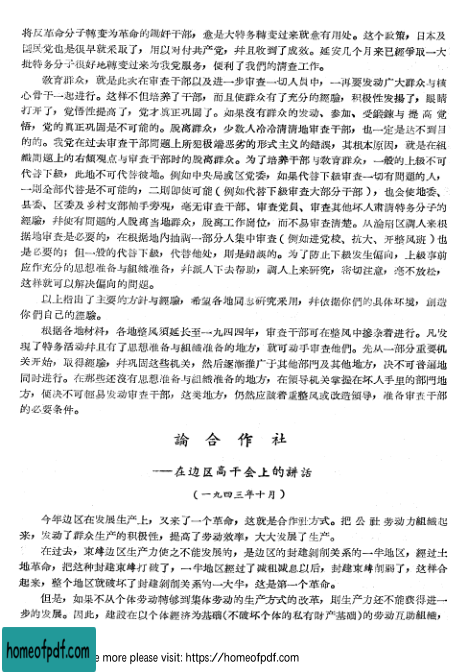 将反革命分子轉变为革命的鋤奸干部，愈是大特务轉变过来就愈有用处。这个政策，日本及
国民党也是很早就采取了，用以对付共产党，并且收到了成效。延安几个月来已經爭取一大
批特务分子很好地轉变过来为我党服务，便利了我們的清查工作。
教育群众，就是此次在审查干部以及进一步审查一切人員中，一再要发动广大群众与核
心骨干一起进行。这样不但培养了干部，而且使群众有了充分的經驗，积极性发揚了，眼睛
打开了，觉悟性提高了，党才眞正巩固了。如果沒有群众的发动、参加、受鍛鍊与提高觉
悟，党的眞正巩固是不可能的。脱离群众，少数人冷冷清清地审查干部，也一定是达不到目
的的。我党在过去审查干部問題上所犯极端恶劣的形式主义的錯誤，其根本原因，就是在組
織問題上的右傾观点与审查干部时的脱离群众。为了培养干部与敎育群众，一般的上級不可
代替下級，此地不可代替彼地。例如中央局或区党委，如果代替下級审查一切有問題的人，
一則全部代替是不可能的，二則即使可能（例如代替下級审查大部分干部），也会使地委、
县委、区委及乡村支部袖手旁观，毫无审查干部、审查党員、审查其他坏人肃清特务分子的
經驗，并使有問題的人脱离当地群众，脱离工作崗位，而不易审查清楚。从淪陷区調人来根
据地审查是必要的，在根据地内抽調一部分人集中审查（例如进党校、抗大、开整风班）也
是必要的；但一般的代替下級，代替他处，則是錯誤的。为了防止下級发生偏向，上級事前
应作充分的思想准备与組織准备，并派人下去帮助，調人上来研究，密切注意，毫不放松，
这样就可以解决偏向的問題。
以上指出了主要的方針与經驗，希望各地同志研究采用，并依据你們的具体环境，創造
你們自己的經驗。
根据各地材料，各地整风須延长至一九四四年，审查干部可在整风中接杂着进行。凡发
現了特务活动并且有了思想准备与組織准备的地方，就可动手审查他們。先从一部分重要机
关开始，取得經驗，并巩固这些机关，然后逐漸推广于其他部門及其他地方，决不可普遍地
同时进行。在那些还沒有思想准备与組織准备的地方，在領导机关掌握在坏人手里的部門地
方，便决不可輕易发动审查干部，这类地方，仍然应該着重整风或改造領导，准备审查干部
的必要条件。
論合作社
——在边区高干会上的讲話
（一九四三年十月）
今年边区在发展生产上，又来了一个革命，这就是合作社方式。把公社劳动力組織起
来，发动了群众生产的积极性，提高了劳动效率，大大发展了生产。
在过去，束縛边区生产力使之不能发展的，是边区的封建剝削关系的一半地区，經过土
地革命，把这种封建束縛打破了，一半地区經过了减租减息以后，封建束縛削弱了，这样合
起来，整个地区就破坏了封建剝削关系的一大半，这是第一个革命。
但是，如果不从个体劳动轉移到集体劳动的生产方式的改革，則生产力还不能获得进一
步的发展。因此，建設在以个体經济为基础(不破坏个体的私有財产基础)的劳动互助組織，
homeofpdf.com
e more please visit: https://homeofpdf.com